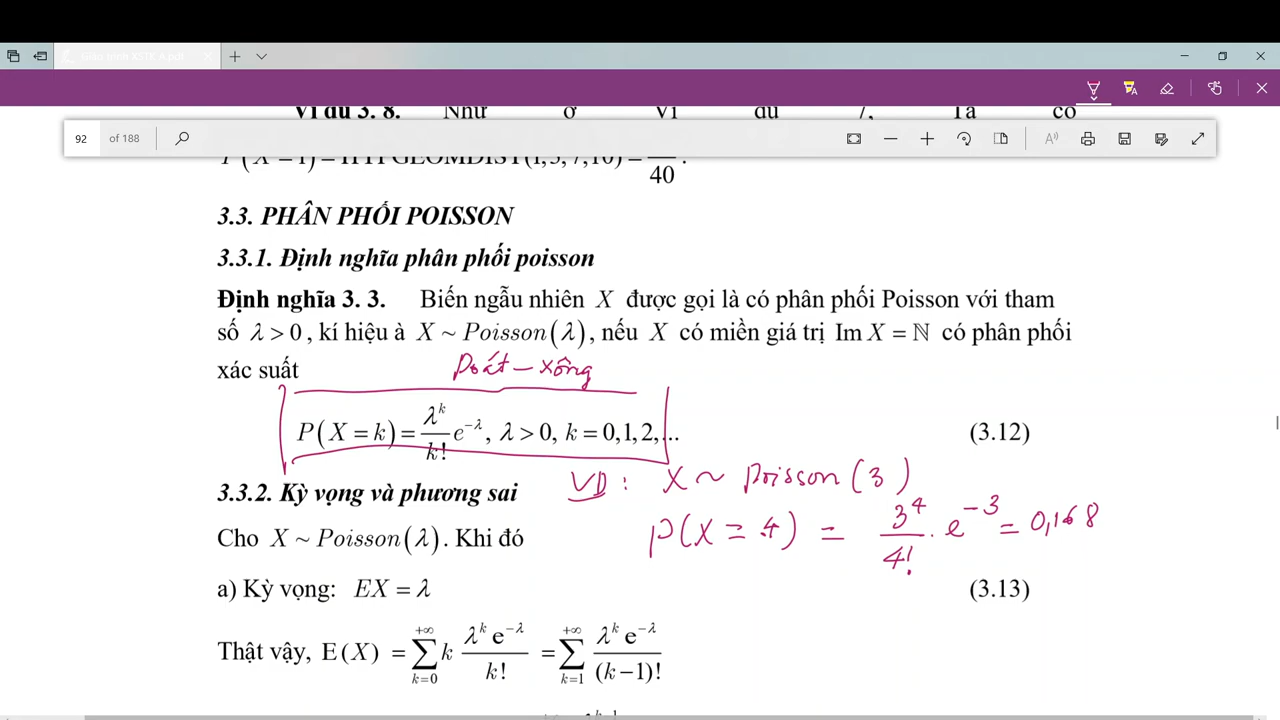 92 of 188
Ví dụ 3. 8. Như ở Ví dụ 7, Ta có
40
3.3. PHÂN PHỐI POISSON
3.3.1. Định nghĩa phân phối poisson
Định nghĩa 3. 3. Biến ngẫu nhiên X được gọi là có phân phối Poisson với tham
số λ > 0, kí hiệu à X ~ Poisson(λ), nếu X có miền giá trị Im X = ℕ có phân phối
xác suất
Poát – xông
P(X = k) = λ^k/k! e^{-λ}, λ > 0, k = 0,1,2,... (3.12)
VD: X ~ Poisson (3)
3.3.2. Kỳ vọng và phương sai
P(X = 4) = 3^4/4! . e^{-3} = 0,168
Cho X ~ Poisson(λ). Khi đó
a) Kỳ vọng: EX = λ (3.13)
Thật vậy, E(X) = ∑_{k=0}^{+∞} k λ^k e^{-λ}/k! = ∑_{k=1}^{+∞} λ^k e^{-λ}/(k−1)!